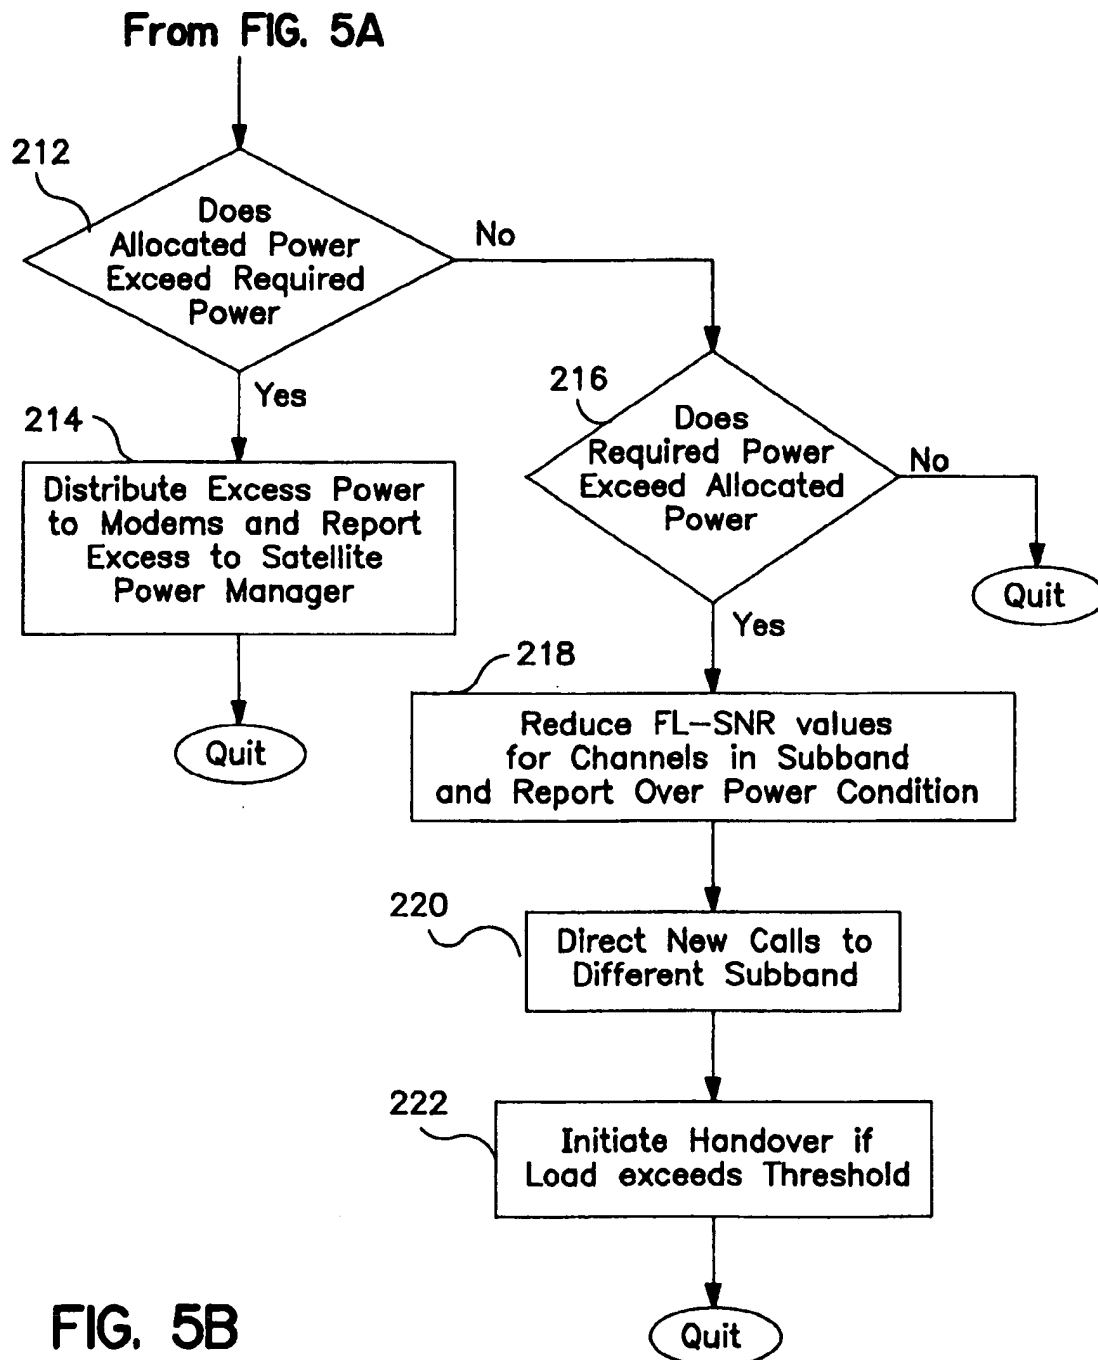 From FIG. 5A
212
Does
Allocated Power
Exceed Required
Power
No
Yes
214
Distribute Excess Power
to Modems and Report
Excess to Satellite
Power Manager
Quit
216
Does
Required Power
Exceed Allocated
Power
No
Quit
Yes
218
Reduce FL-SNR values
for Channels in Subband
and Report Over Power Condition
220
Direct New Calls to
Different Subband
222
Initiate Handover if
Load exceeds Threshold
Quit
FIG. 5B